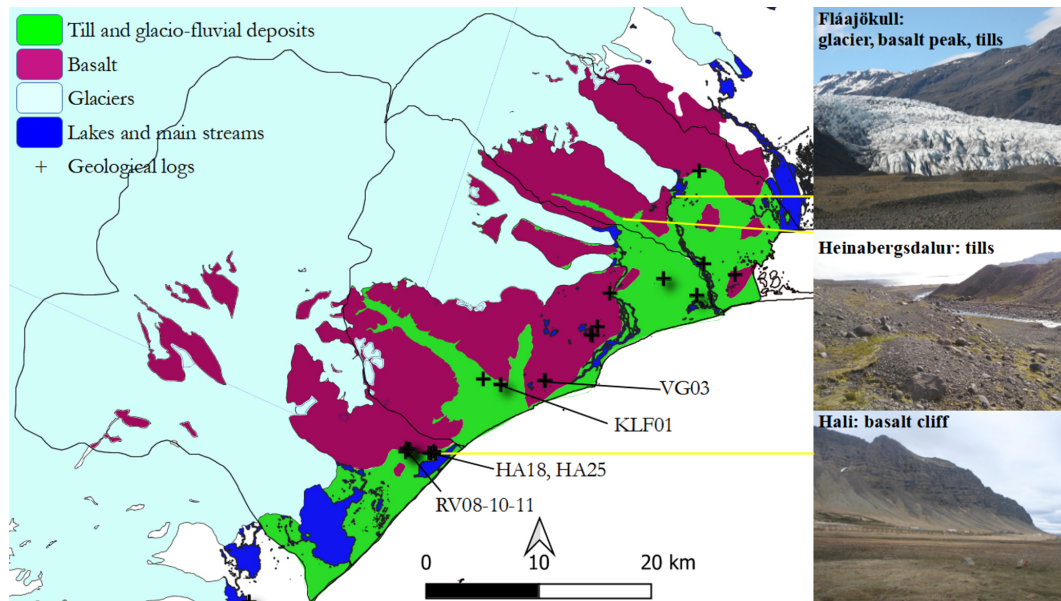 Till and glacio-fluvial deposits
Basalt
Glaciers
Lakes and main streams
+ Geological logs
VG03
KLF01
HA18, HA25
RV08-10-11
0 10 20 km
Fláajökull:
glacier, basalt peak, tills
Heinabergsdalur: tills
Hali: basalt cliff